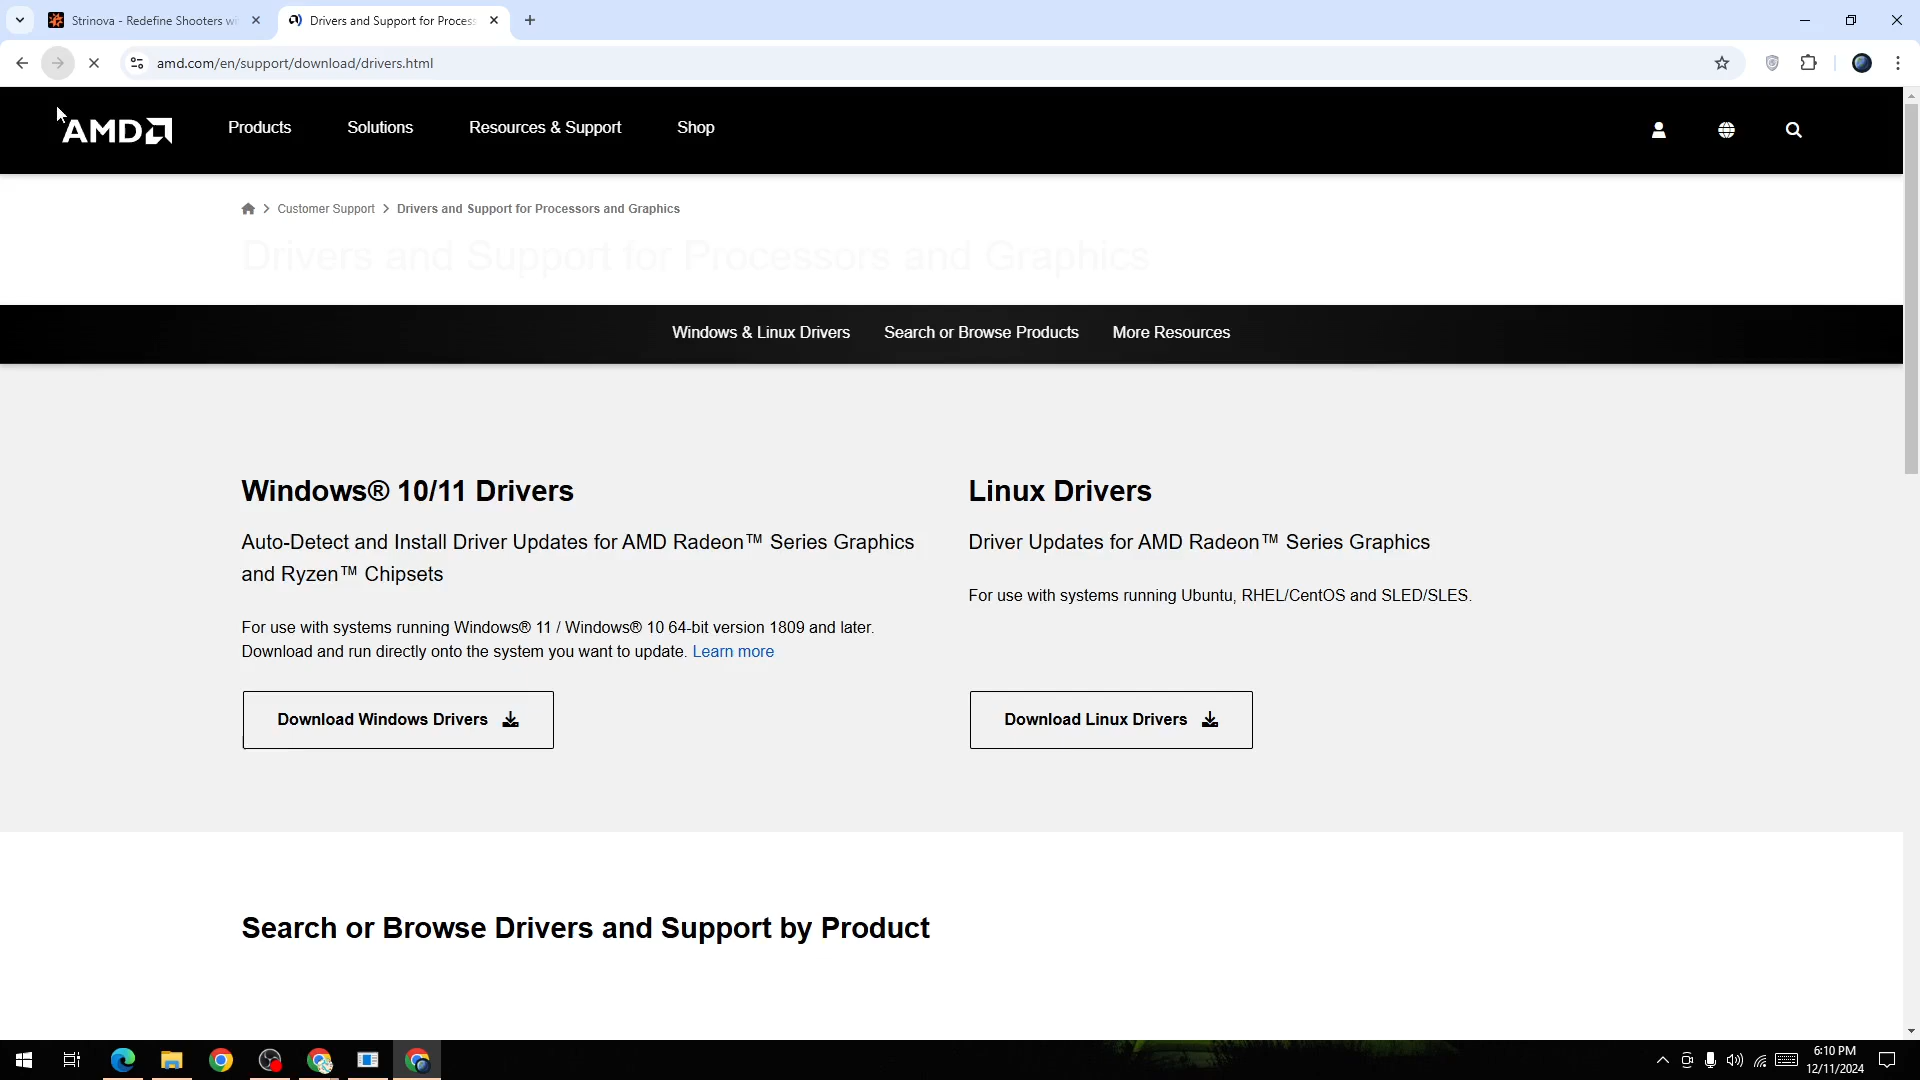 Strinova - Redefine Shooters wi
Drivers and Support for Process
amd.com/en/support/download/drivers.html
AMD
Products
Solutions
Resources & Support
Shop
Customer Support
Drivers and Support for Processors and Graphics
Drivers and Support for Processors and Graphics
Windows & Linux Drivers
Search or Browse Products
More Resources
Windows® 10/11 Drivers
Auto-Detect and Install Driver Updates for AMD Radeon™ Series Graphics
and Ryzen™ Chipsets
For use with systems running Windows® 11 / Windows® 10 64-bit version 1809 and later.
Download and run directly onto the system you want to update. Learn more
Download Windows Drivers
Linux Drivers
Driver Updates for AMD Radeon™ Series Graphics
For use with systems running Ubuntu, RHEL/CentOS and SLED/SLES.
Download Linux Drivers
Search or Browse Drivers and Support by Product
6:10 PM
12/11/2024